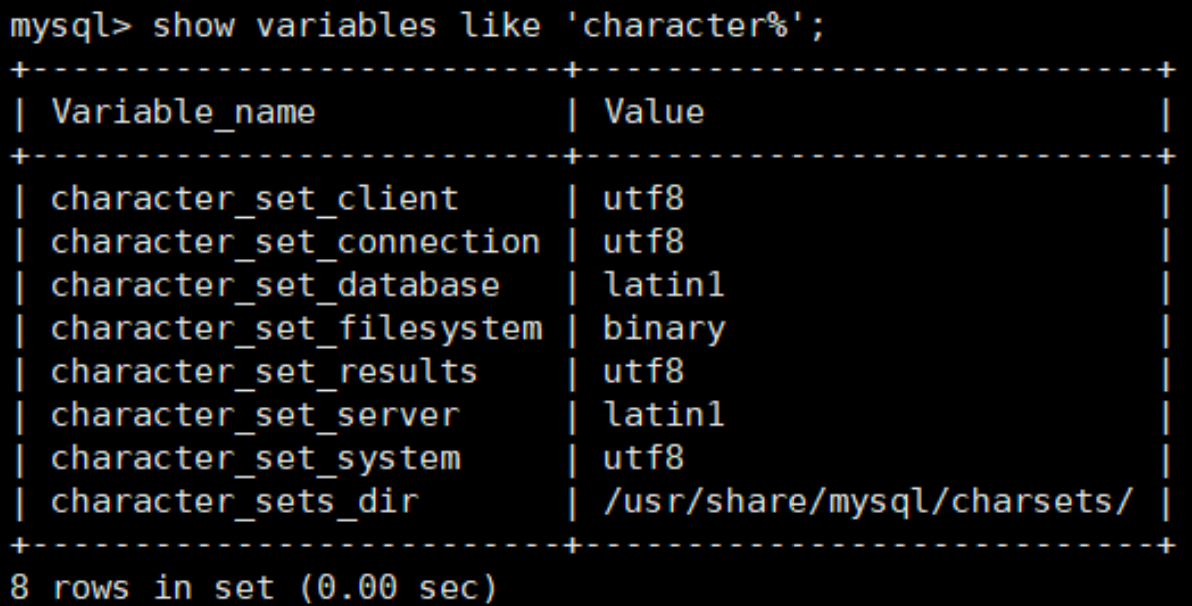 mysql> show variables like 'character%';
+--------------------------+----------------------------+
| Variable_name            | Value                      |
+--------------------------+----------------------------+
| character_set_client     | utf8                       |
| character_set_connection | utf8                       |
| character_set_database   | latin1                     |
| character_set_filesystem | binary                     |
| character_set_results    | utf8                       |
| character_set_server     | latin1                     |
| character_set_system     | utf8                       |
| character_sets_dir       | /usr/share/mysql/charsets/ |
+--------------------------+----------------------------+
8 rows in set (0.00 sec)